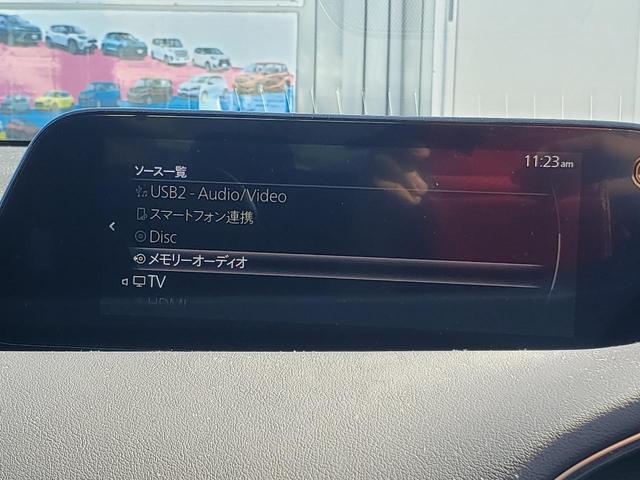 11:23am
ソース一覧
USB2 - Audio/Video
スマートフォン連携
Disc
メモリーオーディオ
TV
HDMI